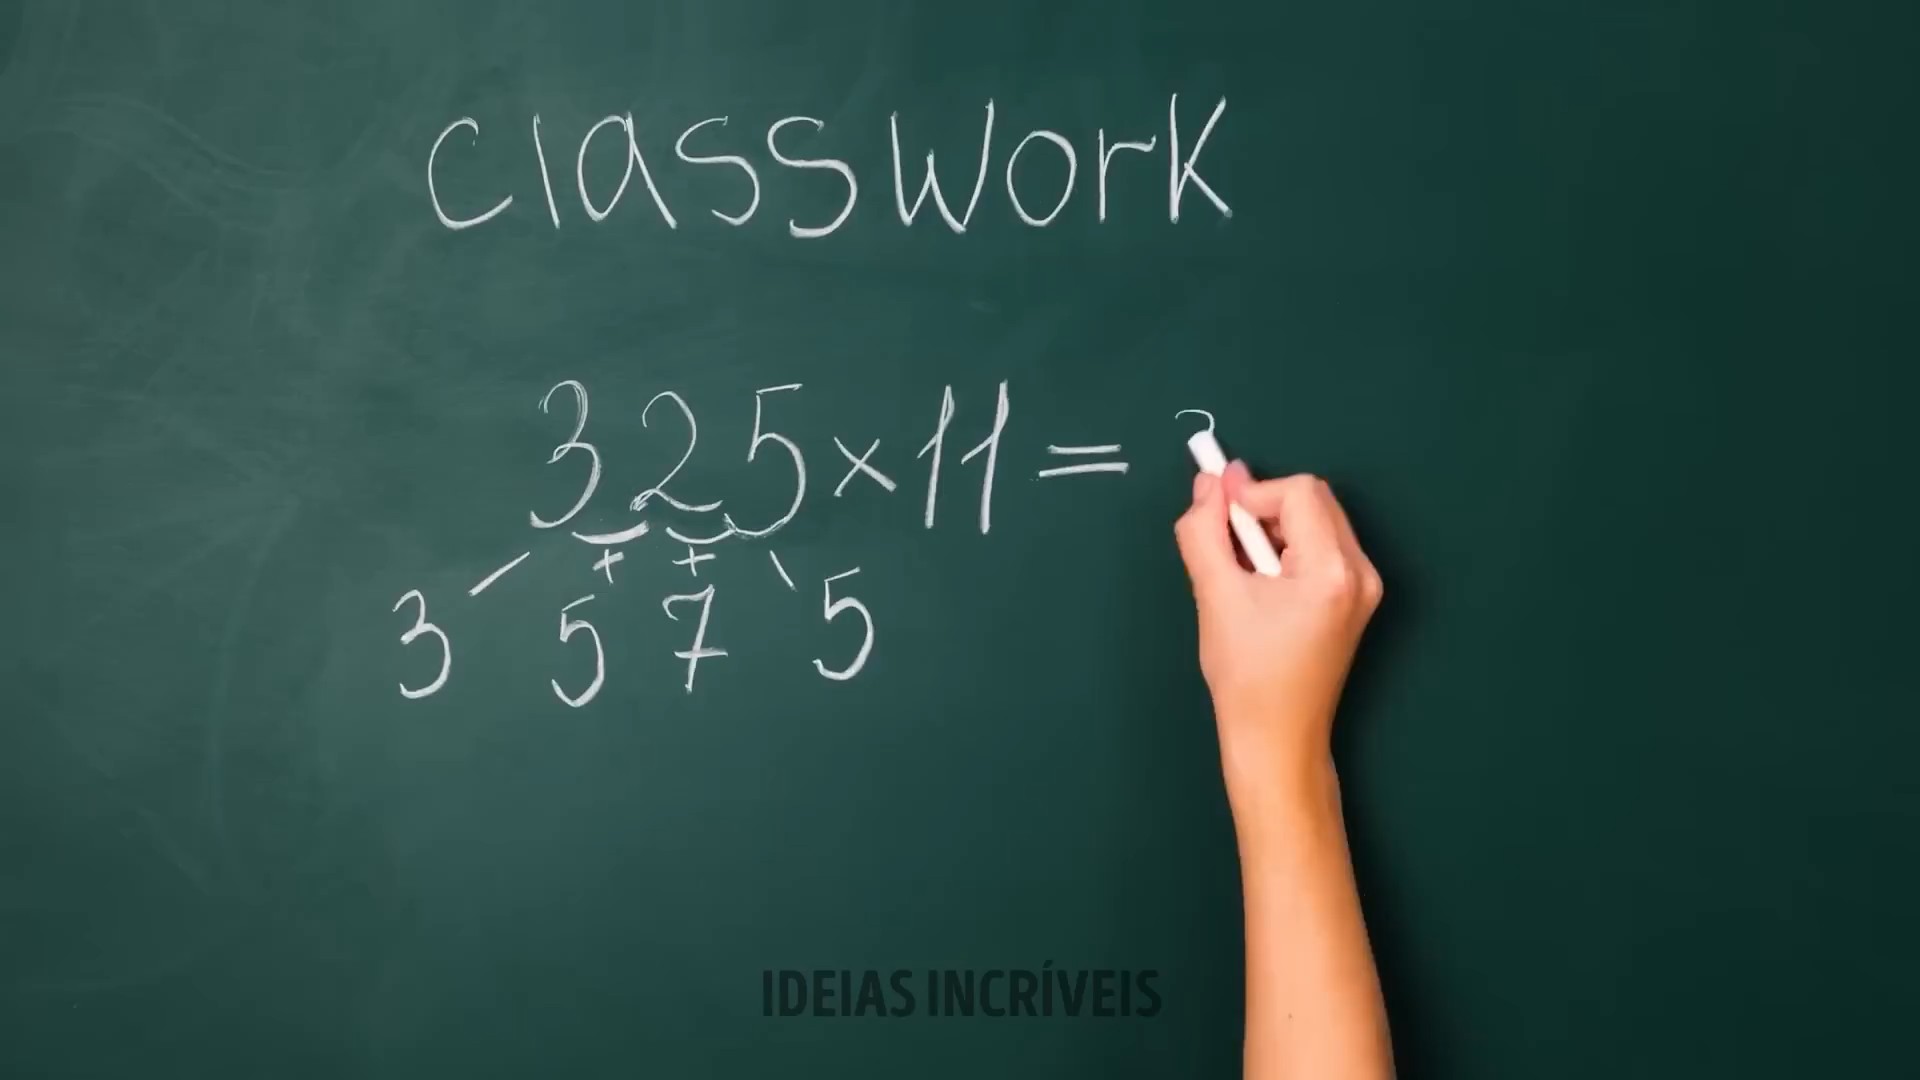 classwork
325×11=
+ +
3 5 7 5
IDEIAS INCRÍVEIS